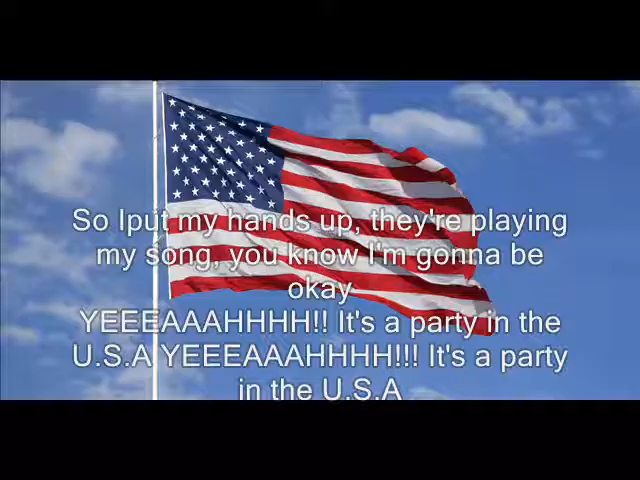 So Iput my hands up, they're playing
my song, you know I'm gonna be
okay
YEEEAAAHHHH!! It's a party in the
U.S.A YEEEAAAHHHH!!! It's a party
in the U.S.A